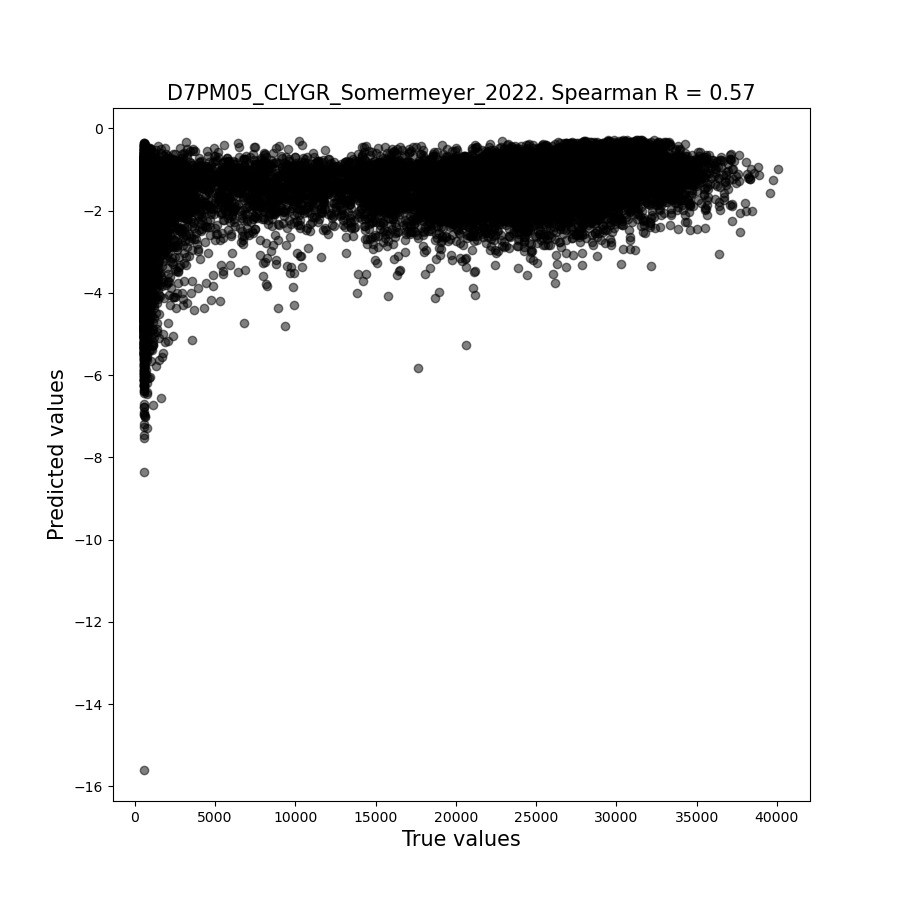 D7PM05_CLYGR_Somermeyer_2022. Spearman R = 0.57
0
−2
−4
−6
−8
−10
−12
−14
−16
Predicted values
0 5000 10000 15000 20000 25000 30000 35000 40000
True values